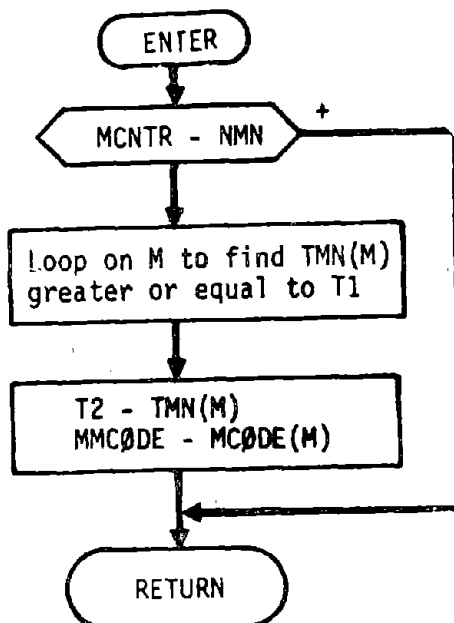 ENTER
MCNTR - NMN
+
Loop on M to find TMN(M)
greater or equal to T1
T2 - TMN(M)
MMCØDE - MCØDE(M)
RETURN